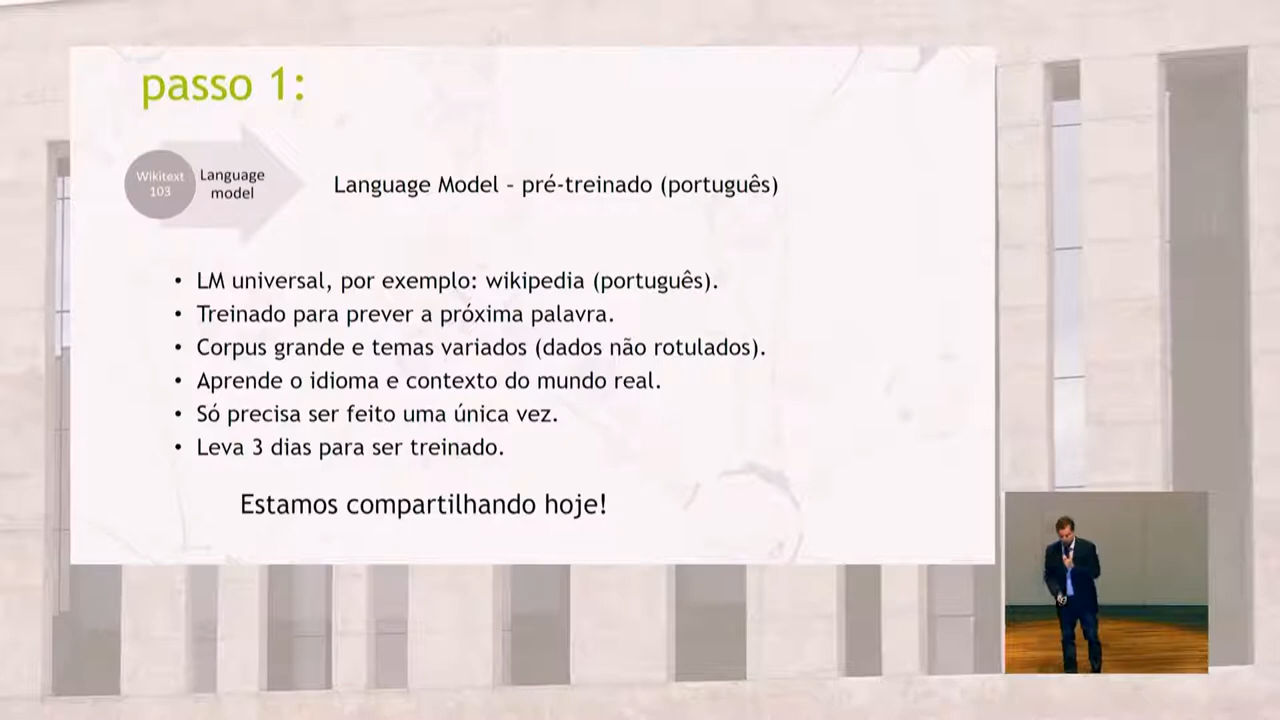 passo 1:
Wikitext
103
Language
model
Language Model - pré-treinado (português)
• LM universal, por exemplo: wikipedia (português).
• Treinado para prever a próxima palavra.
• Corpus grande e temas variados (dados não rotulados).
• Aprende o idioma e contexto do mundo real.
• Só precisa ser feito uma única vez.
• Leva 3 dias para ser treinado.
Estamos compartilhando hoje!